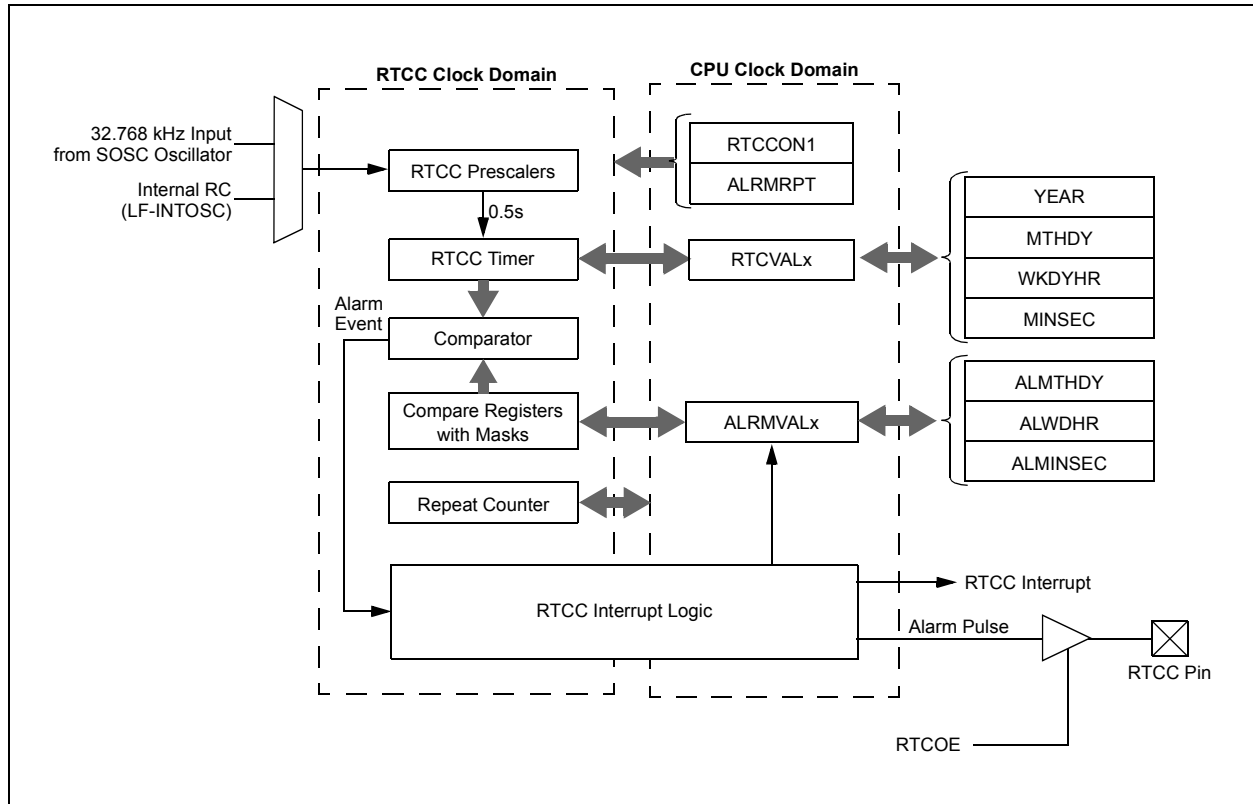 RTCC Clock Domain
CPU Clock Domain
32.768 kHz Input
from SOSC Oscillator
Internal RC
(LF-INTOSC)
RTCC Prescalers
0.5s
RTCC Timer
Alarm
Event
Comparator
Compare Registers
with Masks
Repeat Counter
RTCC Interrupt Logic
RTCCON1
ALRMRPT
RTCVALx
ALRMVALx
YEAR
MTHDY
WKDYHR
MINSEC
ALMTHDY
ALWDHR
ALMINSEC
RTCC Interrupt
Alarm Pulse
RTCC Pin
RTCOE